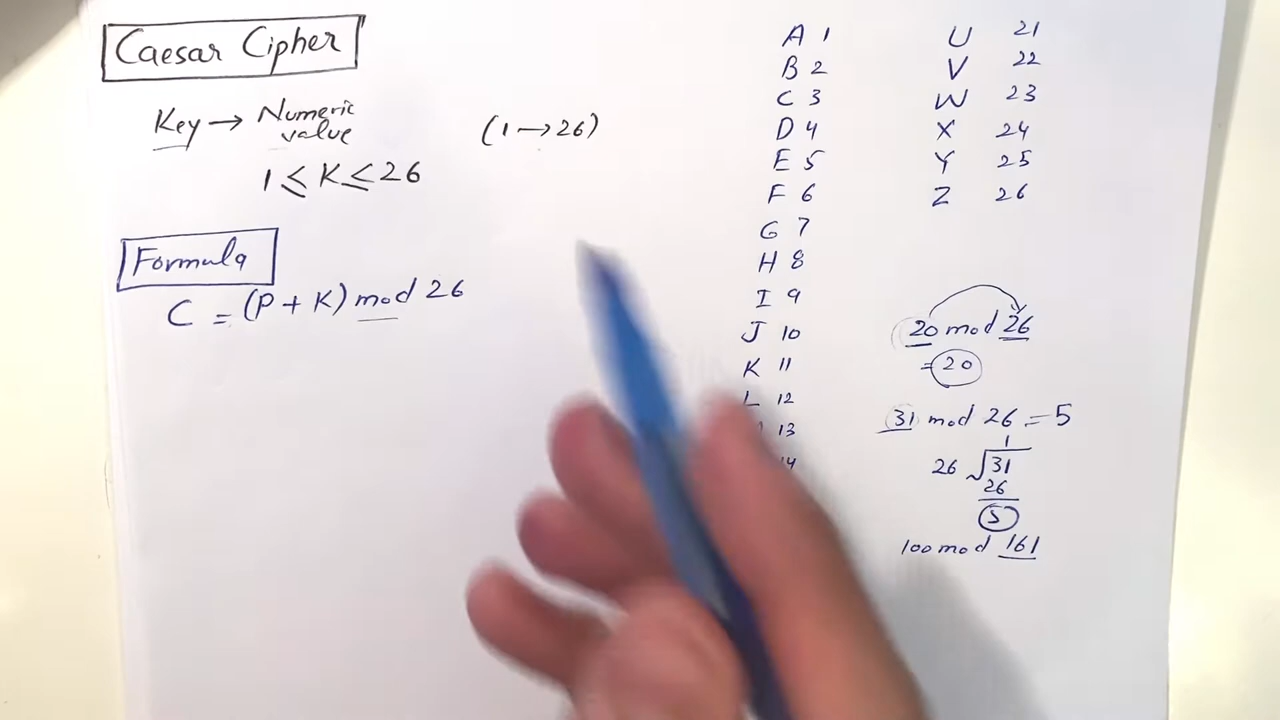 Caesar Cipher
Key → Numeric value
(1 → 26)
1 ≤ K ≤ 26
Formula
C = (P + K) mod 26
A 1
B 2
C 3
D 4
E 5
F 6
G 7
H 8
I 9
J 10
K 11
L 12
13
14
U 21
V 22
W 23
X 24
Y 25
Z 26
20 mod 26
= 20
31 mod 26 = 5
1
26 √31
26
5
100 mod 161